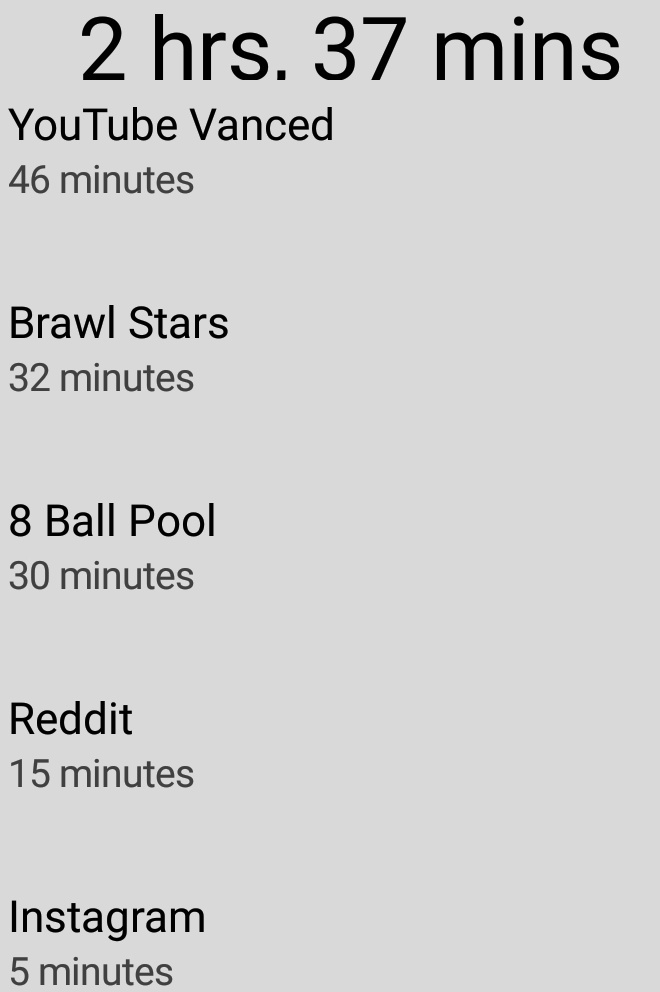 2 hrs. 37 mins
YouTube Vanced
46 minutes
Brawl Stars
32 minutes
8 Ball Pool
30 minutes
Reddit
15 minutes
Instagram
5 minutes